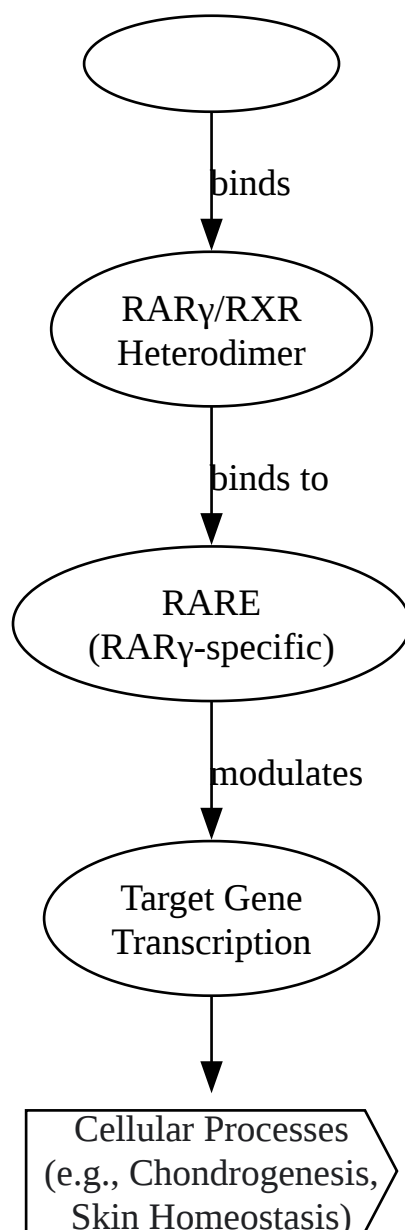 binds
RARγ/RXR
Heterodimer
binds to
RARE
(RARγ-specific)
modulates
Target Gene
Transcription
Cellular Processes
(e.g., Chondrogenesis,
Skin Homeostasis)